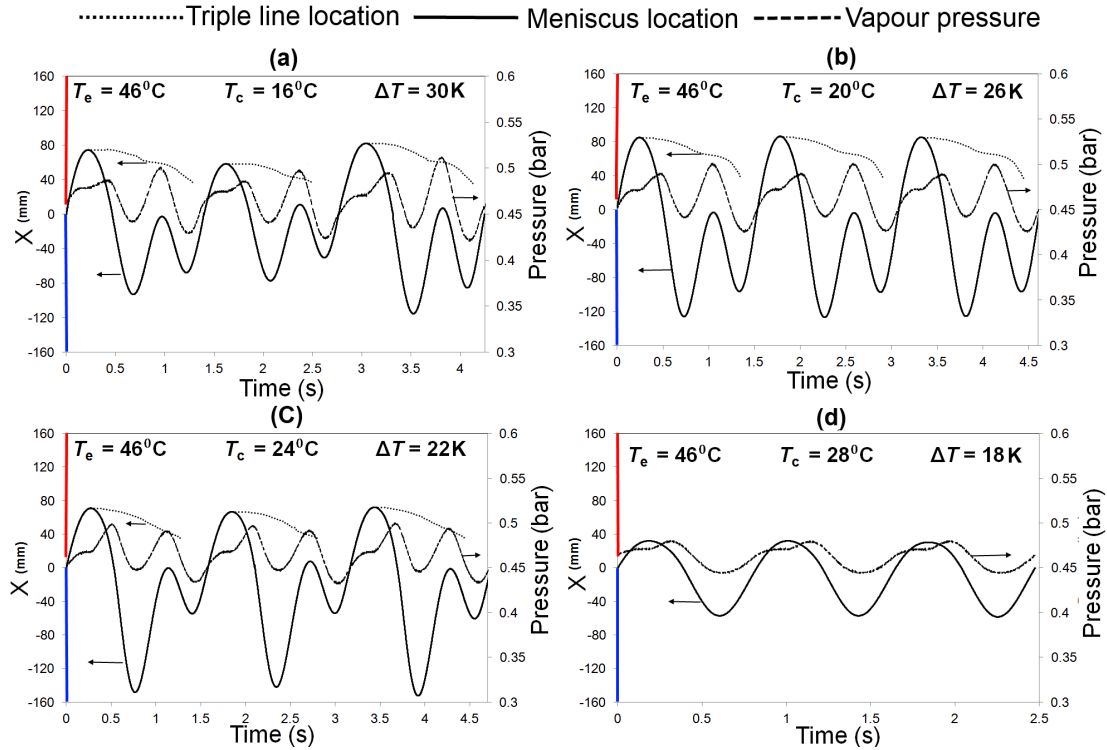 Triple line location Meniscus location Vapour pressure
(a)
Te = 46⁰C Tc = 16⁰C ΔT = 30K
160
120
80
40
0
-40
-80
-120
-160
X (mm)
0.6
0.55
0.5
0.45
0.4
0.35
0.3
Pressure (bar)
0 0.5 1 1.5 2 2.5 3 3.5 4
Time (s)
(b)
Te = 46⁰C Tc = 20⁰C ΔT = 26K
160
120
80
40
0
-40
-80
-120
-160
X (mm)
0.6
0.55
0.5
0.45
0.4
0.35
0.3
Pressure (bar)
0 0.5 1 1.5 2 2.5 3 3.5 4 4.5
Time (s)
(C)
Te = 46⁰C Tc = 24⁰C ΔT = 22K
160
120
80
40
0
-40
-80
-120
-160
X (mm)
0.6
0.55
0.5
0.45
0.4
0.35
0.3
Pressure (bar)
0 0.5 1 1.5 2 2.5 3 3.5 4 4.5
Time (s)
(d)
Te = 46⁰C Tc = 28⁰C ΔT = 18K
160
120
80
40
0
-40
-80
-120
-160
X (mm)
0.6
0.55
0.5
0.45
0.4
0.35
0.3
Pressure (bar)
0 0.5 1 1.5 2 2.5
Time (s)